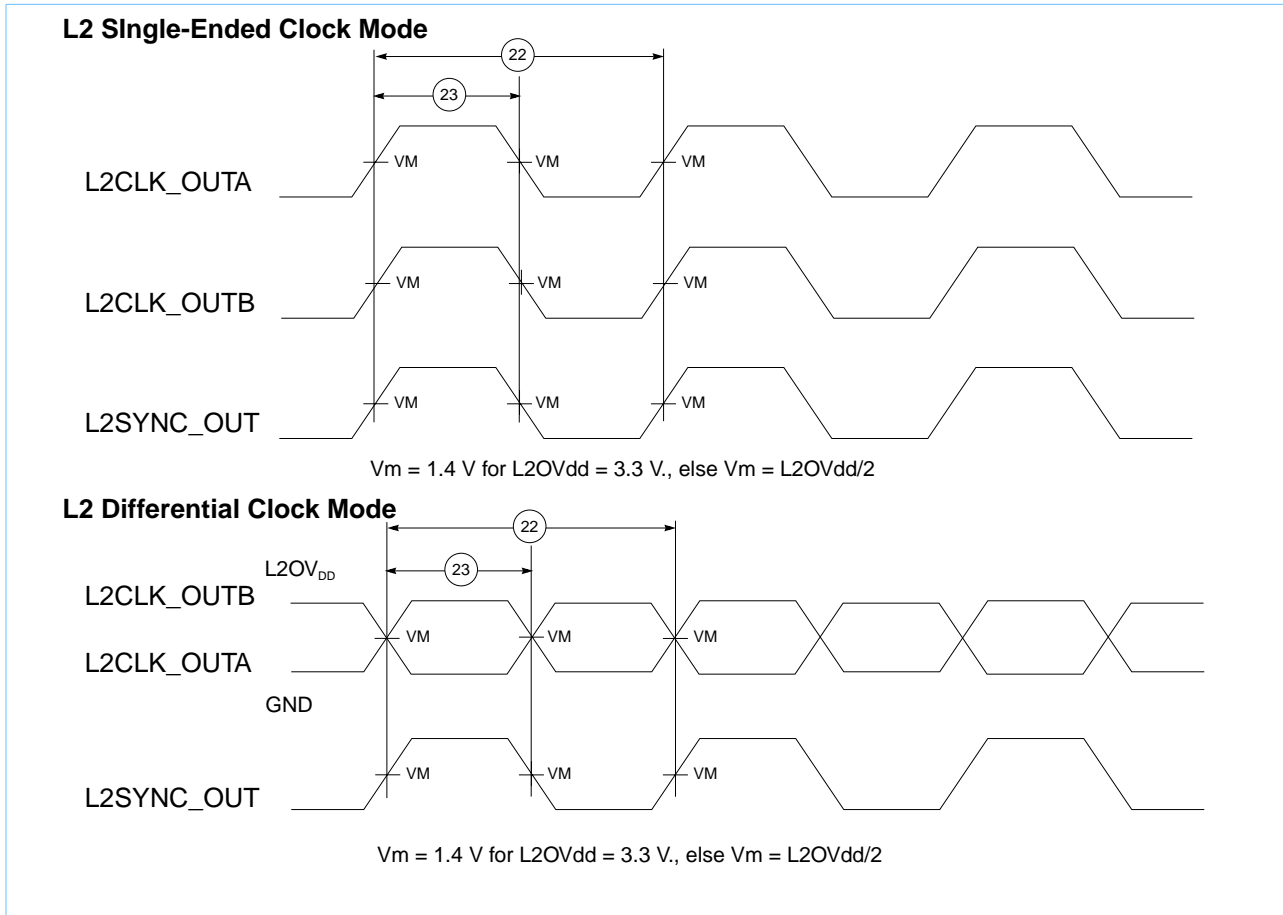 L2 SIngle-Ended Clock Mode
22
23
L2CLK_OUTA
VM VM VM
L2CLK_OUTB
VM VM VM
L2SYNC_OUT
VM VM VM
Vm = 1.4 V for L2OVdd = 3.3 V., else Vm = L2OVdd/2
L2 Differential Clock Mode
22
L2OVDD
23
L2CLK_OUTB
VM VM VM
L2CLK_OUTA
GND
L2SYNC_OUT
VM VM VM
Vm = 1.4 V for L2OVdd = 3.3 V., else Vm = L2OVdd/2